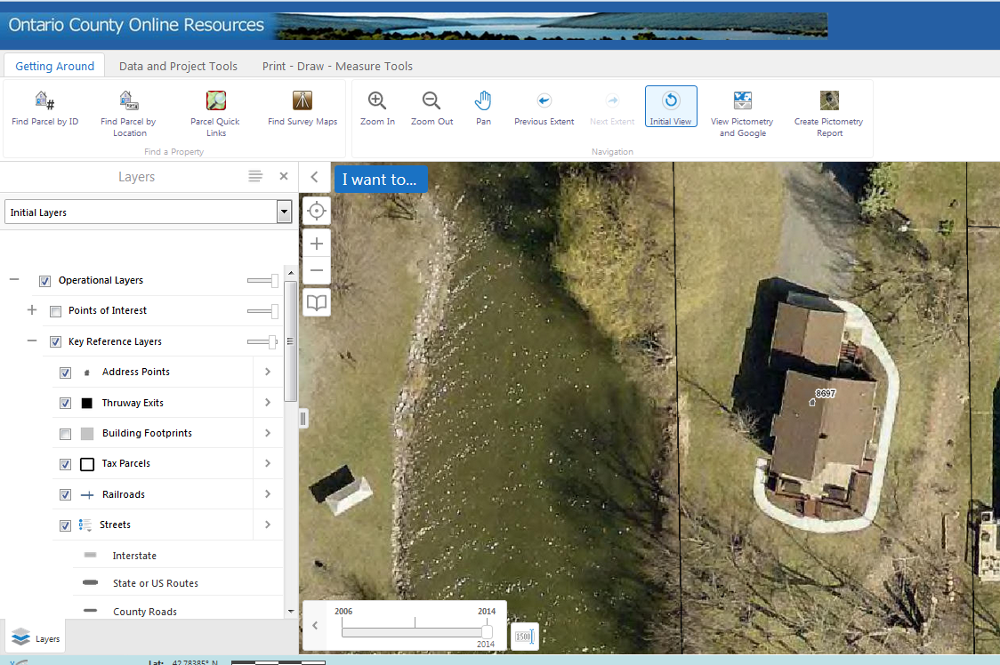 Ontario County Online Resources
Getting Around
Data and Project Tools
Print - Draw - Measure Tools
Find Parcel by ID
Find Parcel by
Location
Parcel Quick
Links
Find Survey Maps
Zoom In
Zoom Out
Pan
Previous Extent
Next Extent
Initial View
View Pictometry
and Google
Create Pictometry
Report
Find a Property
Navigation
Layers
I want to...
Initial Layers
Operational Layers
Points of Interest
Key Reference Layers
Address Points
Thruway Exits
Building Footprints
Tax Parcels
Railroads
Streets
Interstate
State or US Routes
County Roads
8697
2006
2014
2014
1500
Layers
Lat: 42.78385° N